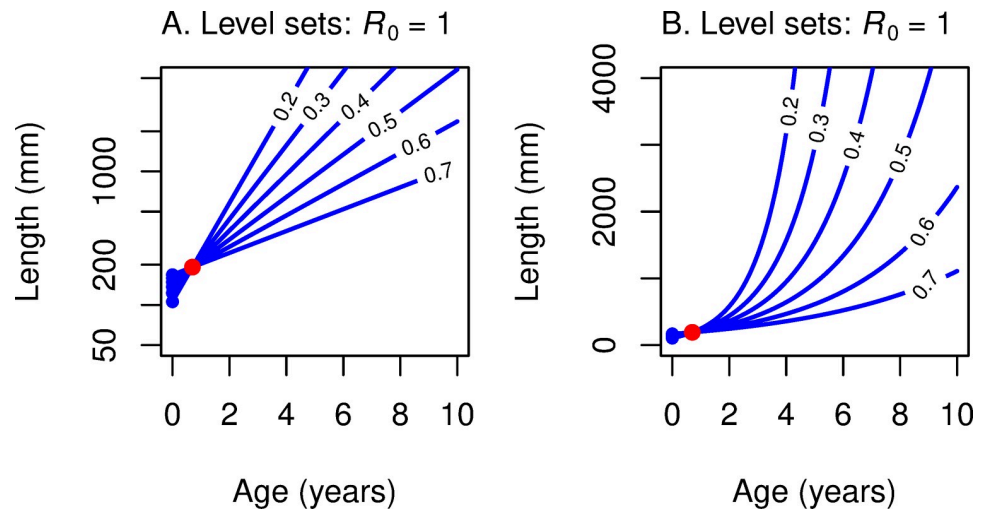 A. Level sets: R₀ = 1
Length (mm)
50 200 1000
0.2 0.3 0.4 0.5 0.6 0.7
0 2 4 6 8 10
Age (years)
B. Level sets: R₀ = 1
Length (mm)
0 2000 4000
0.2 0.3 0.4 0.5 0.6 0.7
0 2 4 6 8 10
Age (years)